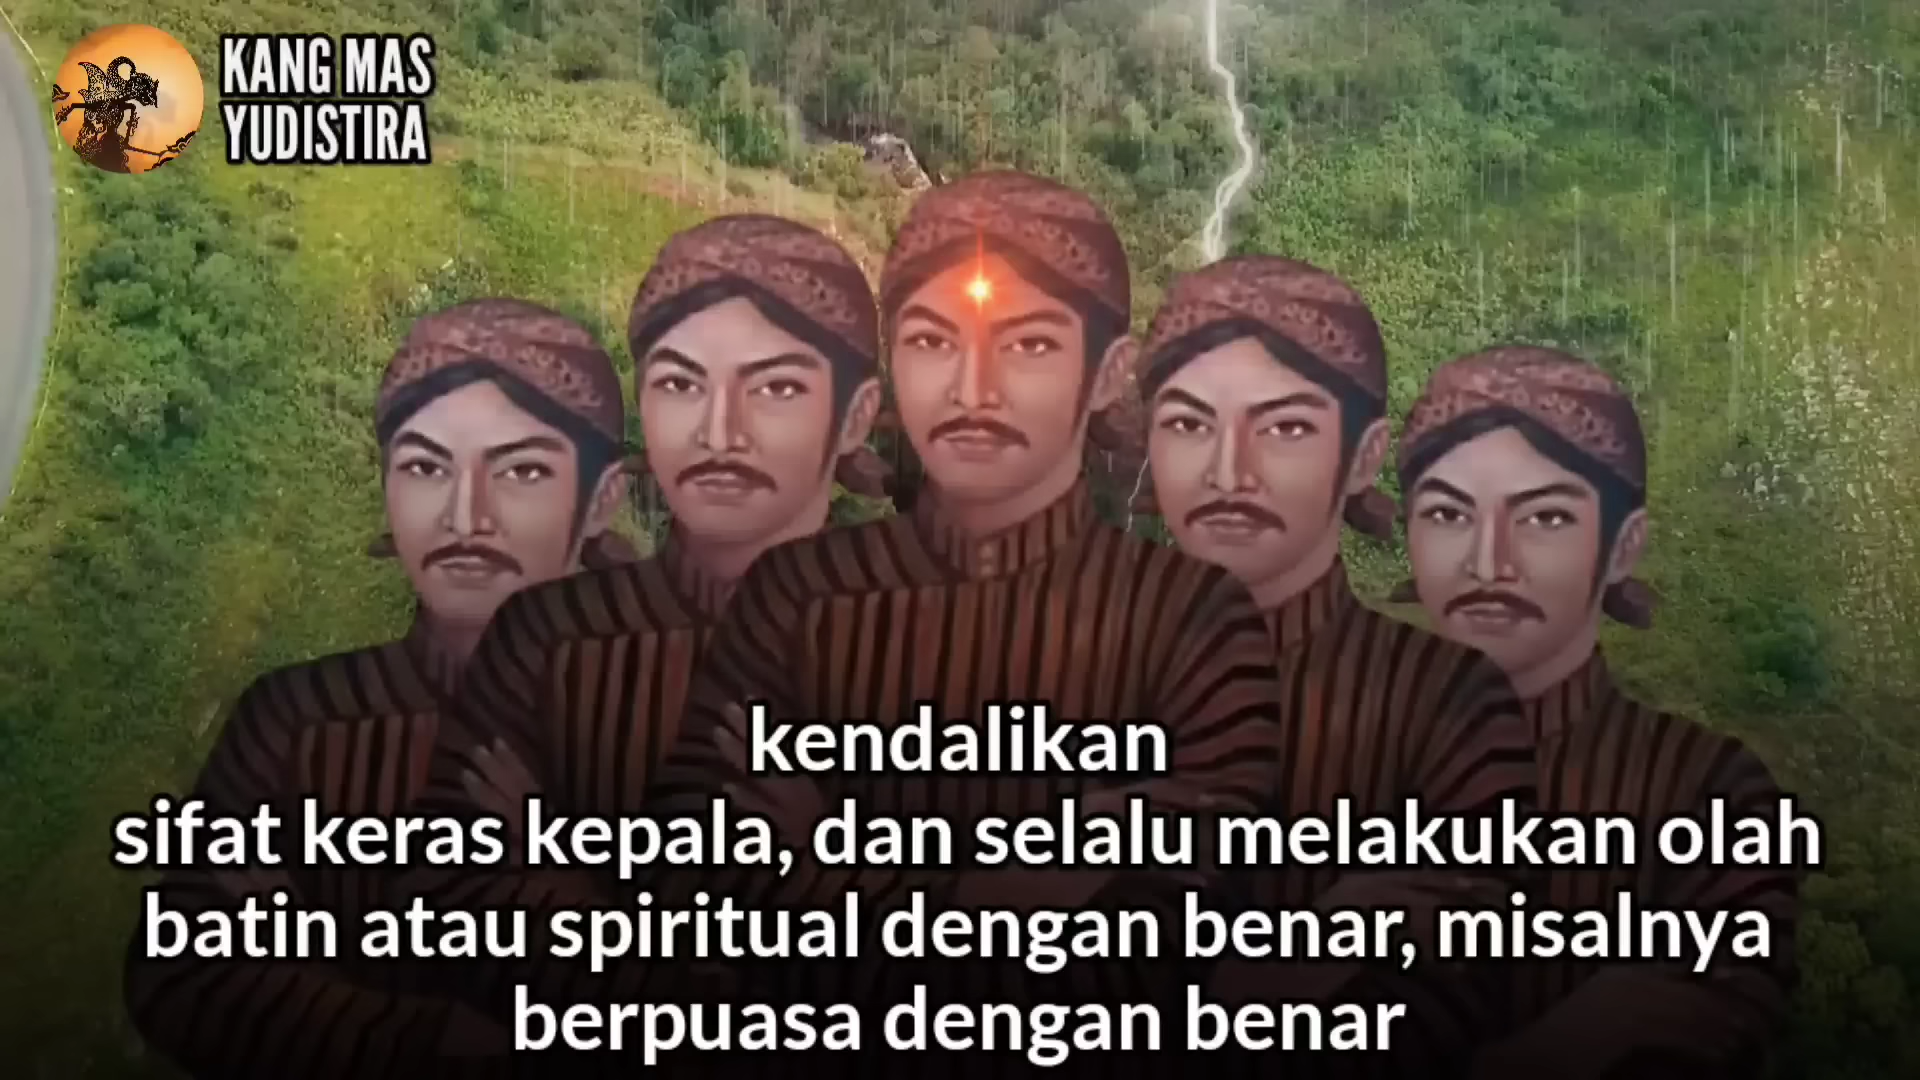 KANG MAS
YUDISTIRA
kendalikan
sifat keras kepala, dan selalu melakukan olah
batin atau spiritual dengan benar, misalnya
berpuasa dengan benar